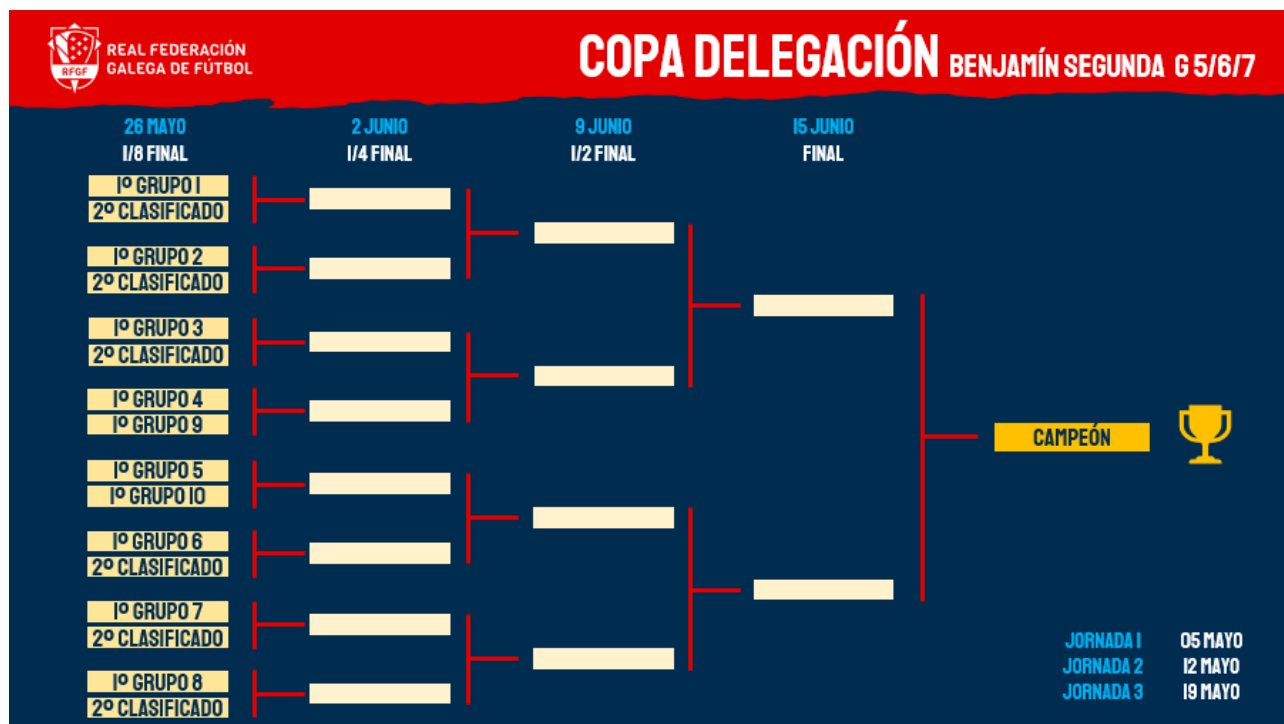 REAL FEDERACIÓN
GALEGA DE FÚTBOL
RFGF
COPA DELEGACIÓN BENJAMÍN SEGUNDA G 5/6/7
26 MAYO 2 JUNIO 9 JUNIO 15 JUNIO
1/8 FINAL 1/4 FINAL 1/2 FINAL FINAL
1º GRUPO 1
2º CLASIFICADO
1º GRUPO 2
2º CLASIFICADO
1º GRUPO 3
2º CLASIFICADO
1º GRUPO 4
1º GRUPO 9
CAMPEÓN
1º GRUPO 5
1º GRUPO 10
1º GRUPO 6
2º CLASIFICADO
1º GRUPO 7
2º CLASIFICADO
1º GRUPO 8
2º CLASIFICADO
JORNADA 1 05 MAYO
JORNADA 2 12 MAYO
JORNADA 3 19 MAYO